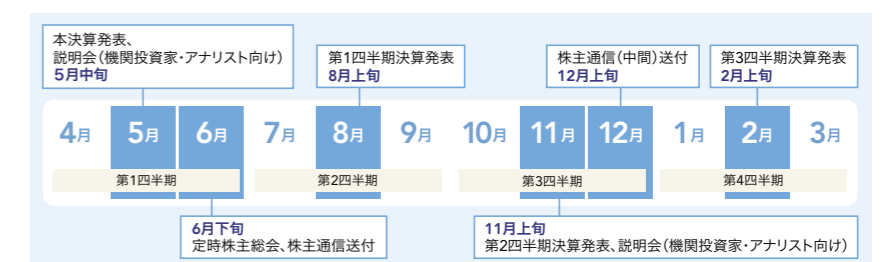 本決算発表、
説明会(機関投資家・アナリスト向け)
5月中旬
第1四半期決算発表
8月上旬
株主通信(中間)送付
12月上旬
第3四半期決算発表
2月上旬
4月 5月 6月 7月 8月 9月 10月 11月 12月 1月 2月 3月
第1四半期 第2四半期 第3四半期 第4四半期
6月下旬
定時株主総会、株主通信送付
11月上旬
第2四半期決算発表、説明会(機関投資家・アナリスト向け)